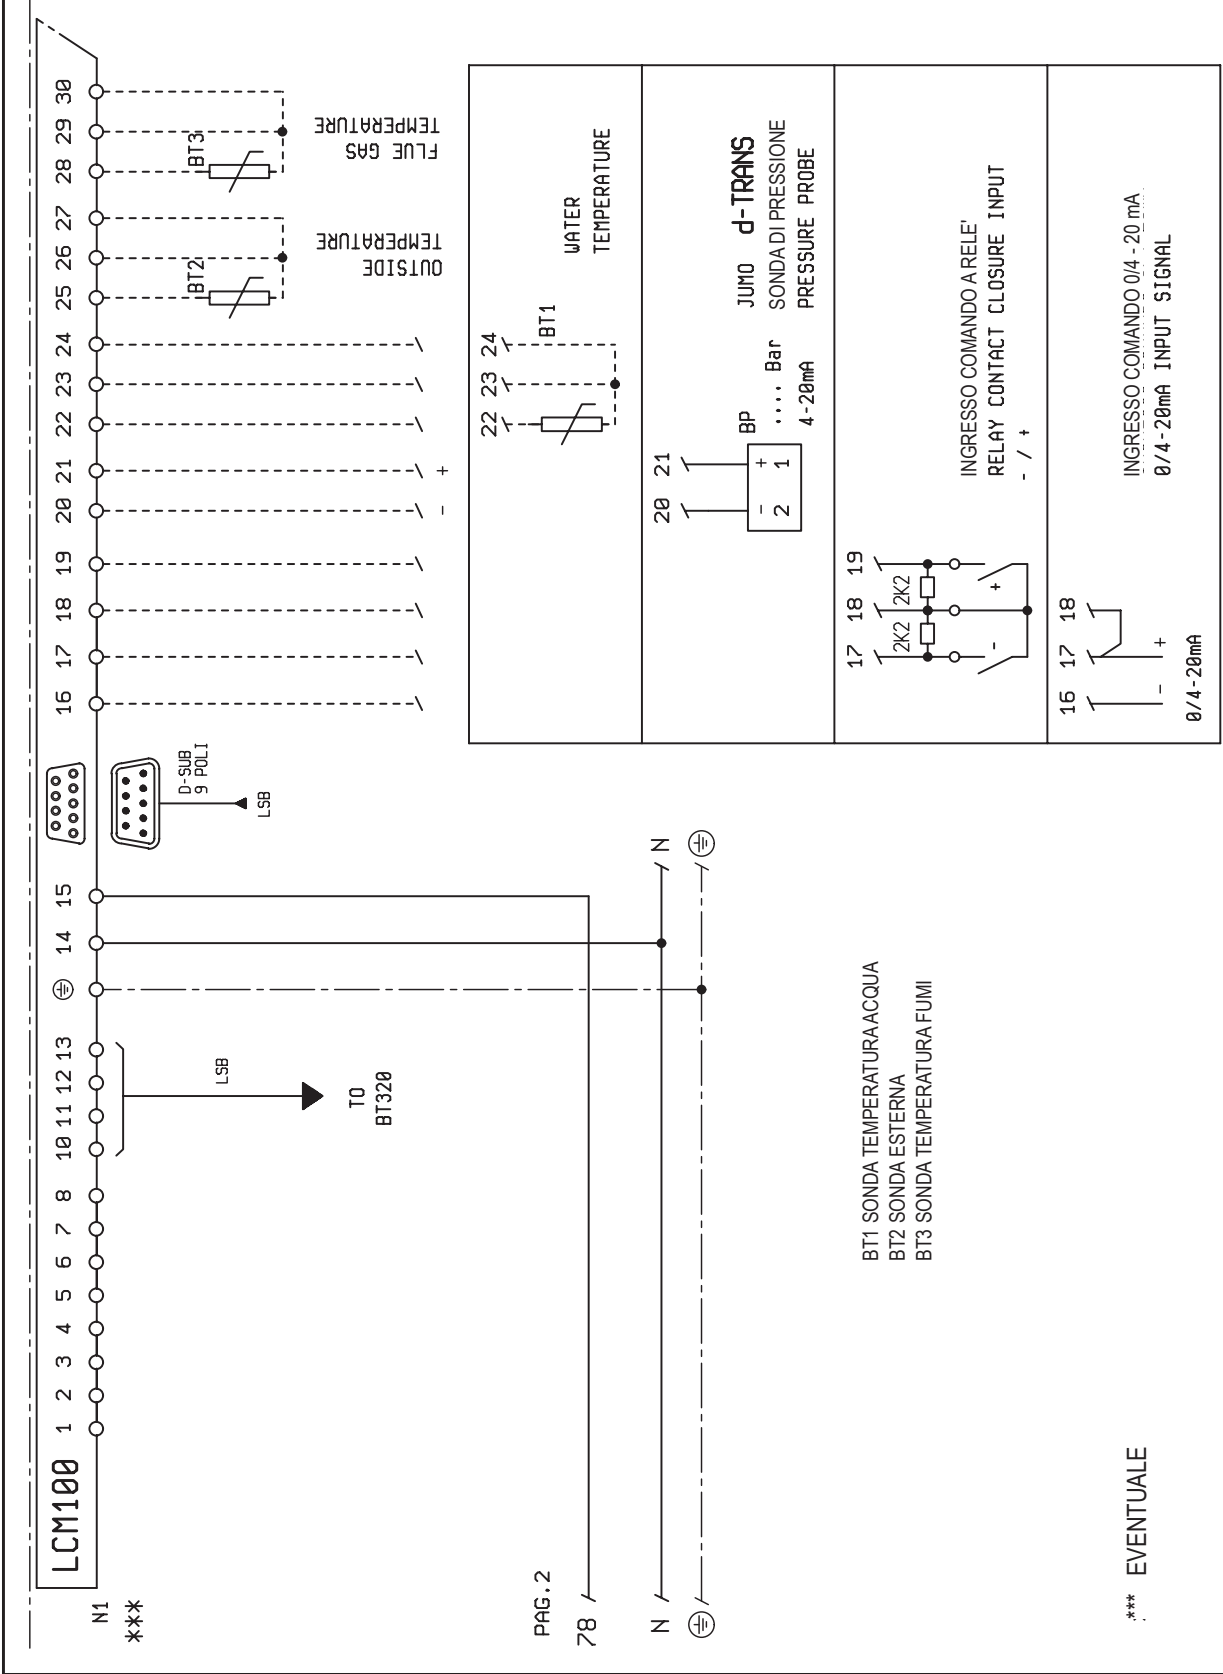 LCM100
1 2 3 4 5 6 7 8 10 11 12 13 14 15 16 17 18 19 20 21 22 23 24 25 26 27 28 29 30
N1
***
LSB
TO
BT320
D-SUB
9 POLI
LSB
- +
BT2
OUTSIDE
TEMPERATURE
BT3
FLUE GAS
TEMPERATURE
PAG.2
78
N
N
22 23 24
BT1
WATER
TEMPERATURE
20 21
- +
2 1
BP
.... Bar
4-20mA
JUMO d-TRANS
SONDA DI PRESSIONE
PRESSURE PROBE
17 18 19
2K2 2K2
- +
INGRESSO COMANDO A RELE'
RELAY CONTACT CLOSURE INPUT
- / +
16 17 18
- +
0/4-20mA
INGRESSO COMANDO 0/4 - 20 mA
0/4-20mA INPUT SIGNAL
BT1 SONDA TEMPERATURA ACQUA
BT2 SONDA ESTERNA
BT3 SONDA TEMPERATURA FUMI
*** EVENTUALE